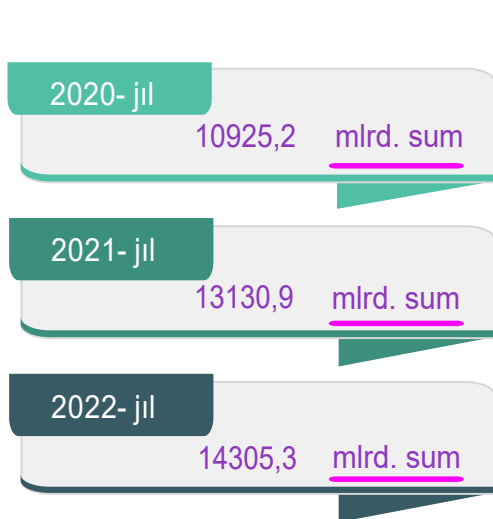 2020- jıl
10925,2 mlrd. sum
2021- jıl
13130,9 mlrd. sum
2022- jıl
14305,3 mlrd. sum